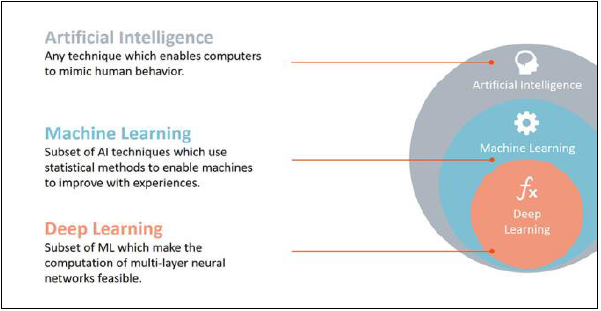 Artificial Intelligence
Any technique which enables computers
to mimic human behavior.
Machine Learning
Subset of AI techniques which use
statistical methods to enable machines
to improve with experiences.
Deep Learning
Subset of ML which make the
computation of multi-layer neural
networks feasible.
Artificial Intelligence
Machine Learning
fx
Deep
Learning